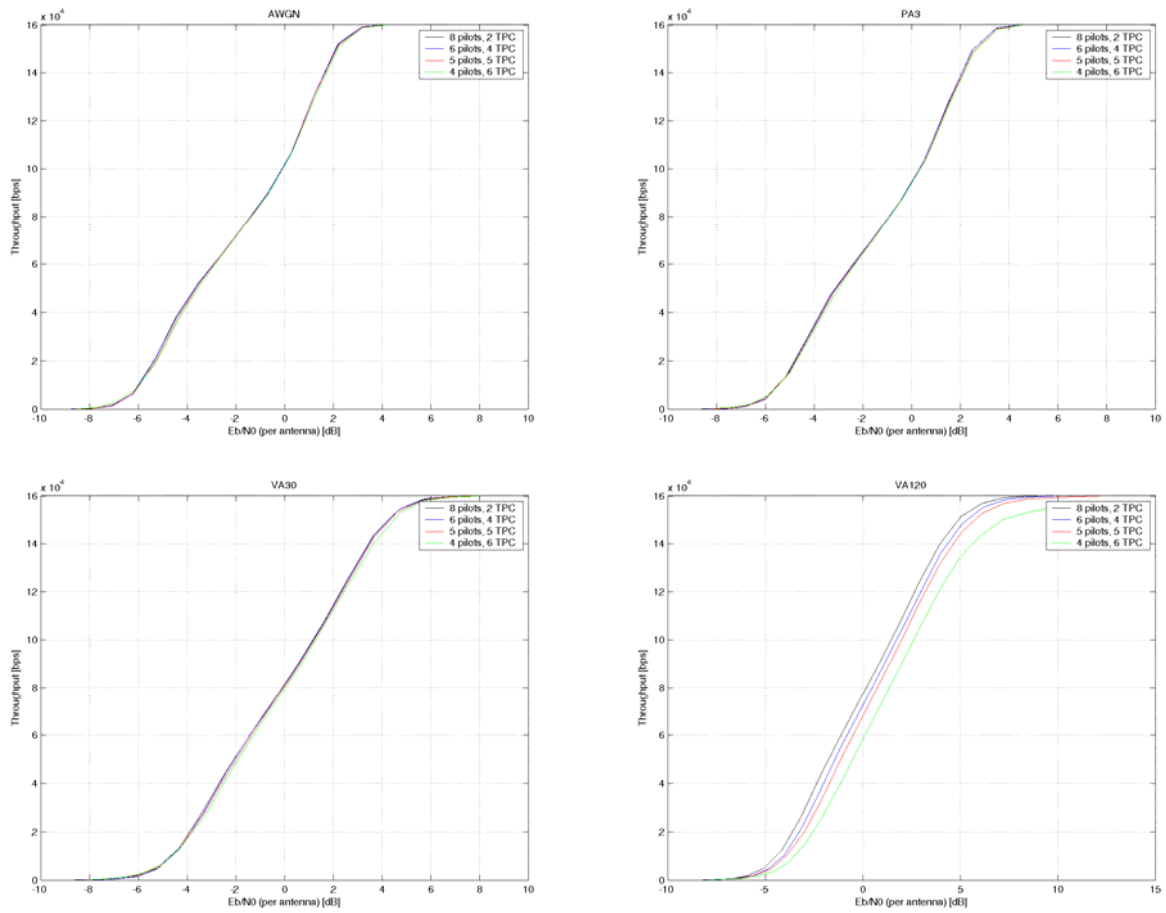 AWGN
x 10⁴
16
14
12
10
8
6
4
2
0
-10 -8 -6 -4 -2 0 2 4 6 8 10
Throughput [bps]
Eb/N0 (per antenna) [dB]
8 pilots, 2 TPC
6 pilots, 4 TPC
5 pilots, 5 TPC
4 pilots, 6 TPC
PA3
x 10⁴
16
14
12
10
8
6
4
2
0
-10 -8 -6 -4 -2 0 2 4 6 8 10
Throughput [bps]
Eb/N0 (per antenna) [dB]
8 pilots, 2 TPC
6 pilots, 4 TPC
5 pilots, 5 TPC
4 pilots, 6 TPC
VA30
x 10⁴
16
14
12
10
8
6
4
2
0
-10 -8 -6 -4 -2 0 2 4 6 8 10
Throughput [bps]
Eb/N0 (per antenna) [dB]
8 pilots, 2 TPC
6 pilots, 4 TPC
5 pilots, 5 TPC
4 pilots, 6 TPC
VA120
x 10⁴
16
14
12
10
8
6
4
2
0
-10 -5 0 5 10 15
Throughput [bps]
Eb/N0 (per antenna) [dB]
8 pilots, 2 TPC
6 pilots, 4 TPC
5 pilots, 5 TPC
4 pilots, 6 TPC